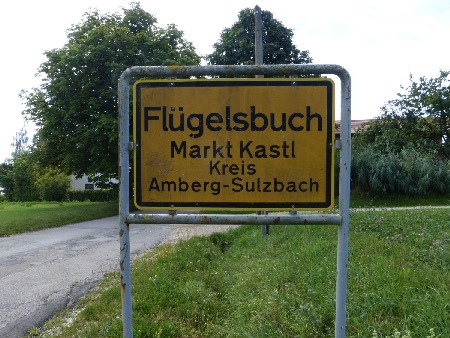 Flügelsbuch
Markt Kastl
Kreis
Amberg-Sulzbach